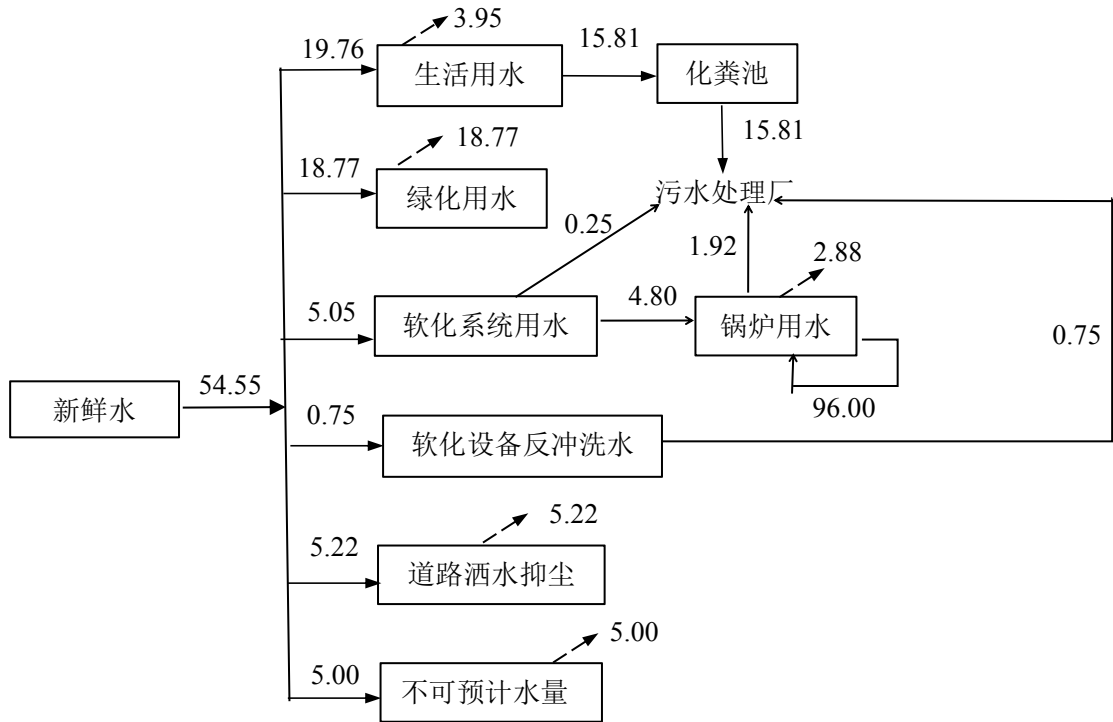 3.95
19.76
生活用水
15.81
化粪池
15.81
18.77
18.77
绿化用水
污水处理厂
0.25
1.92
2.88
5.05
软化系统用水
4.80
锅炉用水
0.75
96.00
新鲜水
54.55
0.75
软化设备反冲洗水
5.22
5.22
道路洒水抑尘
5.00
5.00
不可预计水量